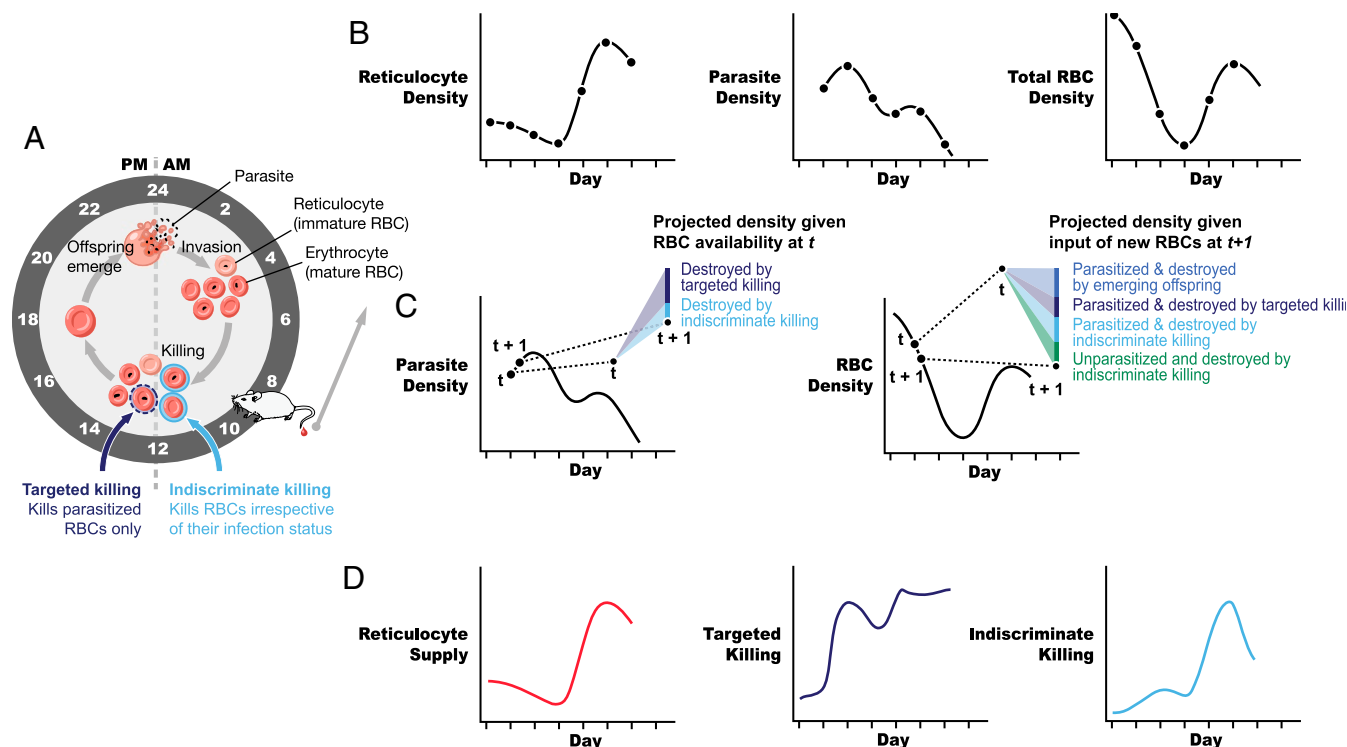 A
PM AM
24
2
4
6
8
10
12
14
16
18
20
22
Parasite
Reticulocyte
(immature RBC)
Erythrocyte
(mature RBC)
Offspring
emerge
Invasion
Killing
Targeted killing
Kills parasitized
RBCs only
Indiscriminate killing
Kills RBCs irrespective
of their infection status
B
Reticulocyte
Density
Day
Parasite
Density
Day
Total RBC
Density
Day
C
Parasite
Density
t + 1
t
t
t + 1
Day
Projected density given
RBC availability at t
Destroyed by
targeted killing
Destroyed by
indiscriminate killing
RBC
Density
t
t + 1
t
t + 1
Day
Projected density given
input of new RBCs at t+1
Parasitized & destroyed
by emerging offspring
Parasitized & destroyed by targeted killi
Parasitized & destroyed by
indiscriminate killing
Unparasitized and destroyed by
indiscriminate killing
D
Reticulocyte
Supply
Day
Targeted
Killing
Day
Indiscriminate
Killing
Day